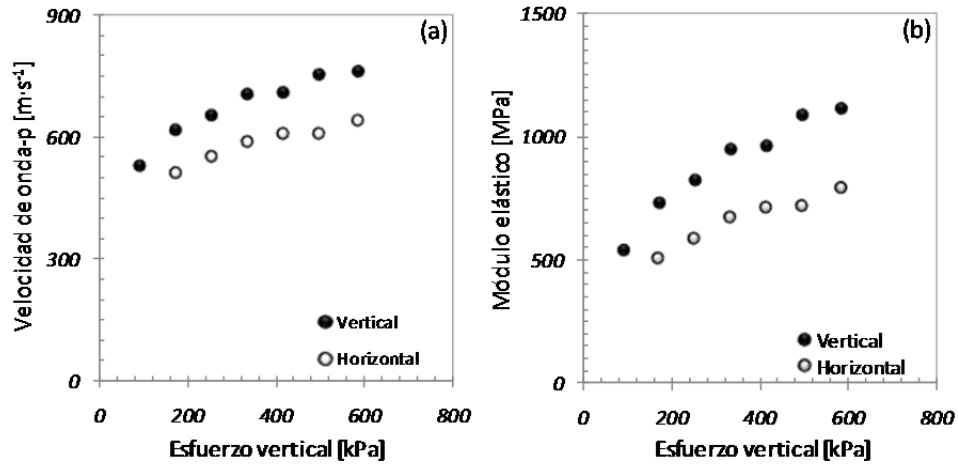 (a)
Velocidad de onda-p [m·s⁻¹]
900
600
300
0
Vertical
Horizontal
0 200 400 600 800
Esfuerzo vertical [kPa]
(b)
Módulo elástico [MPa]
1500
1000
500
0
Vertical
Horizontal
0 200 400 600 800
Esfuerzo vertical [kPa]